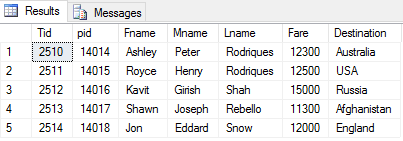 Results Messages
Tid pid Fname Mname Lname Fare Destination
1 2510 14014 Ashley Peter Rodriques 12300 Australia
2 2511 14015 Royce Henry Rodriques 12500 USA
3 2512 14016 Kavit Girish Shah 15000 Russia
4 2513 14017 Shawn Joseph Rebello 11300 Afghanistan
5 2514 14018 Jon Eddard Snow 12000 England